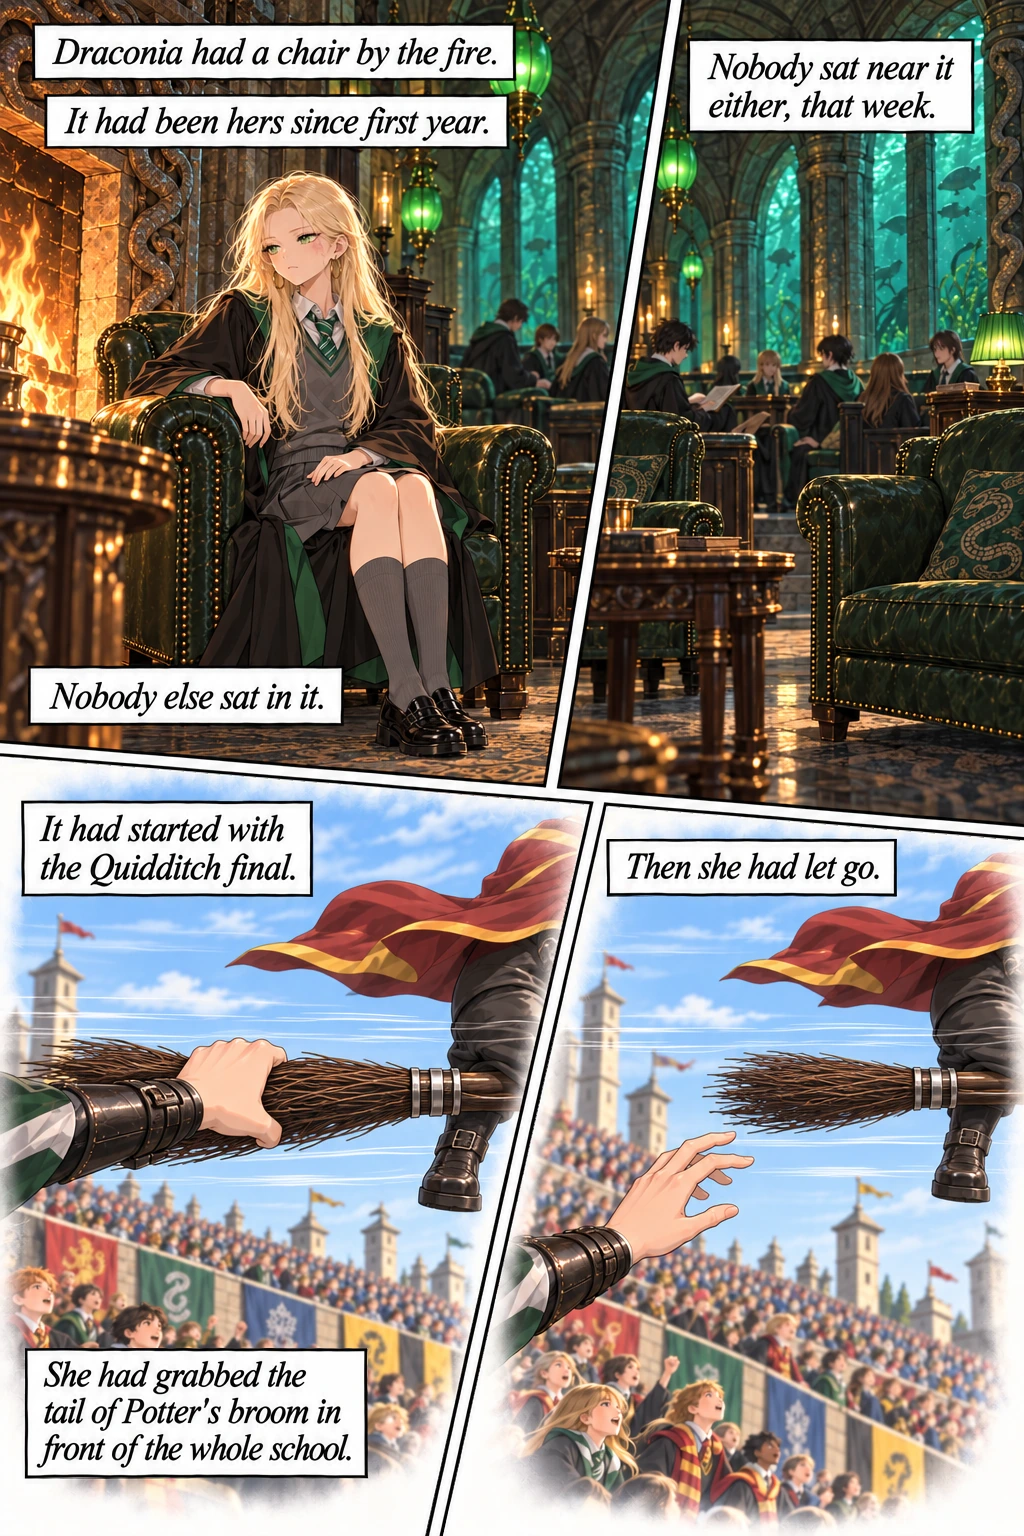 Draconia had a chair by the fire.
It had been hers since first year.
Nobody else sat in it.
Nobody sat near it
either, that week.
It had started with
the Quidditch final.
She had grabbed the
tail of Potter's broom in
front of the whole school.
Then she had let go.